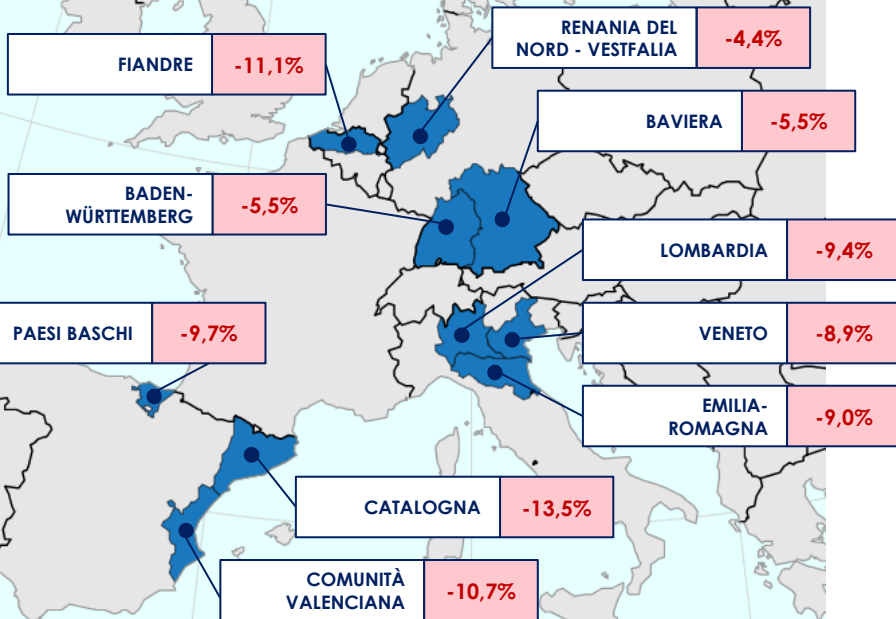 RENANIA DEL
NORD - VESTFALIA
-4,4%
FIANDRE
-11,1%
BAVIERA
-5,5%
BADEN-
WÜRTTEMBERG
-5,5%
LOMBARDIA
-9,4%
PAESI BASCHI
-9,7%
VENETO
-8,9%
EMILIA-
ROMAGNA
-9,0%
CATALOGNA
-13,5%
COMUNITÀ
VALENCIANA
-10,7%